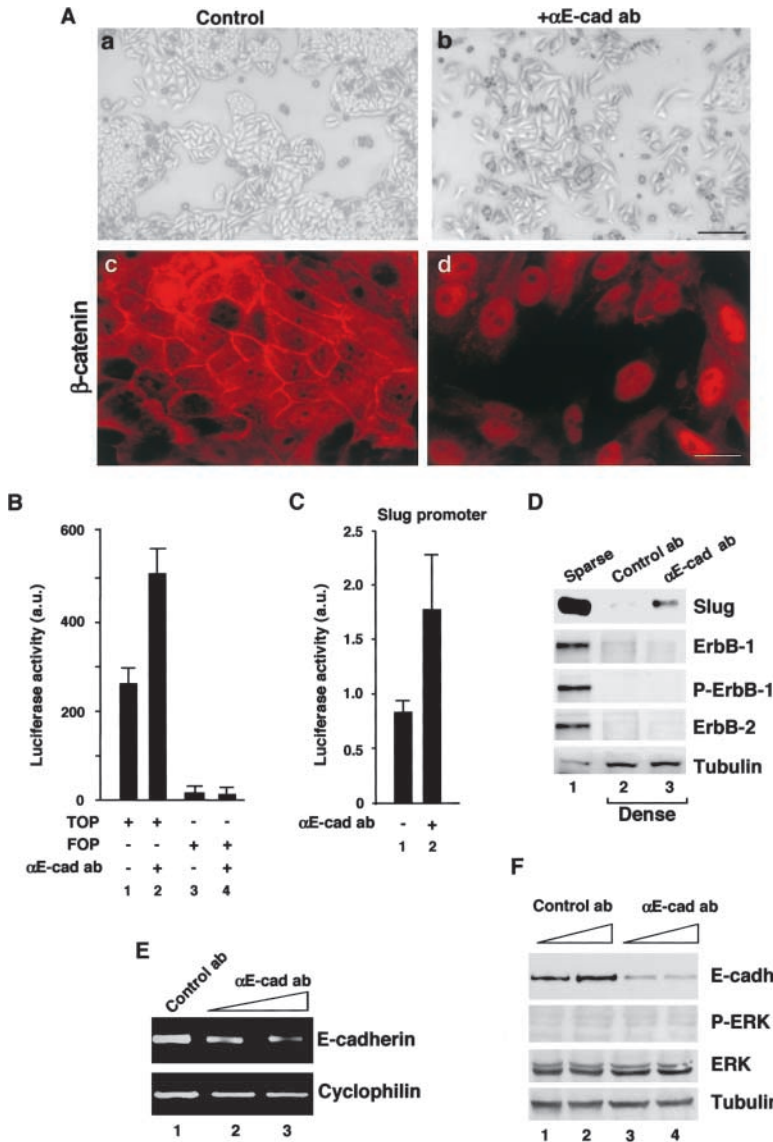 A
Control
+αE-cad ab
a
b
β-catenin
c
d
B
Luciferase activity (a.u.)
600
400
200
0
TOP + + - -
FOP - - + +
αE-cad ab - + - +
1 2 3 4
C
Slug promoter
Luciferase activity (a.u.)
2.5
2.0
1.5
1.0
0.5
0
αE-cad ab - +
1 2
D
Sparse
Control ab
αE-cad ab
Slug
ErbB-1
P-ErbB-1
ErbB-2
Tubulin
1 2 3
Dense
E
Control ab
αE-cad ab
E-cadherin
Cyclophilin
1 2 3
F
Control ab
αE-cad ab
E-cadh
P-ERK
ERK
Tubulin
1 2 3 4